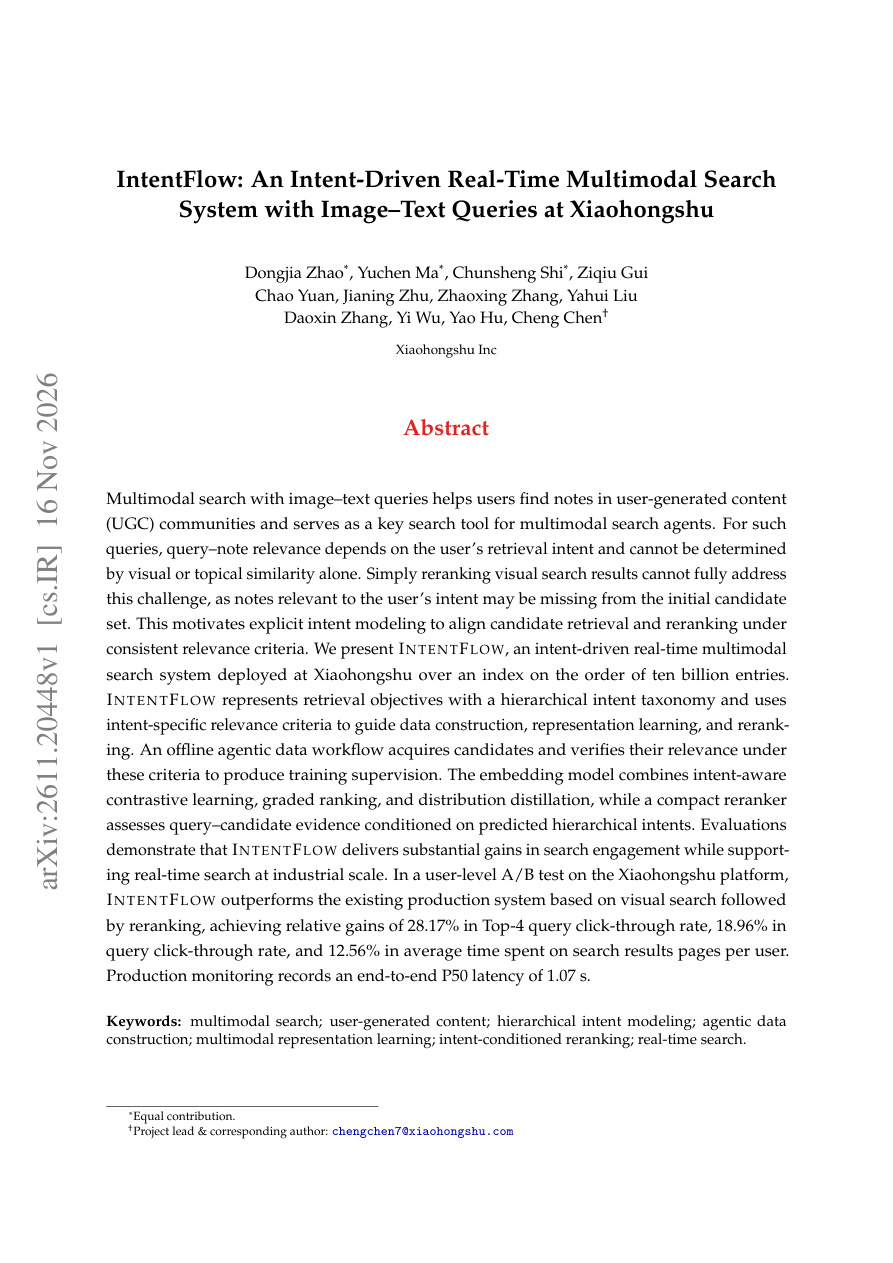 IntentFlow: An Intent-Driven Real-Time Multimodal Search
System with Image–Text Queries at Xiaohongshu
Dongjia Zhao*, Yuchen Ma*, Chunsheng Shi*, Ziqiu Gui
Chao Yuan, Jianing Zhu, Zhaoxing Zhang, Yahui Liu
Daoxin Zhang, Yi Wu, Yao Hu, Cheng Chen†
Xiaohongshu Inc
arXiv:2611.20448v1 [cs.IR] 16 Nov 2026
Abstract
Multimodal search with image–text queries helps users find notes in user-generated content
(UGC) communities and serves as a key search tool for multimodal search agents. For such
queries, query–note relevance depends on the user's retrieval intent and cannot be determined
by visual or topical similarity alone. Simply reranking visual search results cannot fully address
this challenge, as notes relevant to the user's intent may be missing from the initial candidate
set. This motivates explicit intent modeling to align candidate retrieval and reranking under
consistent relevance criteria. We present INTENTFLOW, an intent-driven real-time multimodal
search system deployed at Xiaohongshu over an index on the order of ten billion entries.
INTENTFLOW represents retrieval objectives with a hierarchical intent taxonomy and uses
intent-specific relevance criteria to guide data construction, representation learning, and rerank-
ing. An offline agentic data workflow acquires candidates and verifies their relevance under
these criteria to produce training supervision. The embedding model combines intent-aware
contrastive learning, graded ranking, and distribution distillation, while a compact reranker
assesses query–candidate evidence conditioned on predicted hierarchical intents. Evaluations
demonstrate that INTENTFLOW delivers substantial gains in search engagement while support-
ing real-time search at industrial scale. In a user-level A/B test on the Xiaohongshu platform,
INTENTFLOW outperforms the existing production system based on visual search followed
by reranking, achieving relative gains of 28.17% in Top-4 query click-through rate, 18.96% in
query click-through rate, and 12.56% in average time spent on search results pages per user.
Production monitoring records an end-to-end P50 latency of 1.07 s.
Keywords: multimodal search; user-generated content; hierarchical intent modeling; agentic data
construction; multimodal representation learning; intent-conditioned reranking; real-time search.
*Equal contribution.
†Project lead & corresponding author: chengchen7@xiaohongshu.com